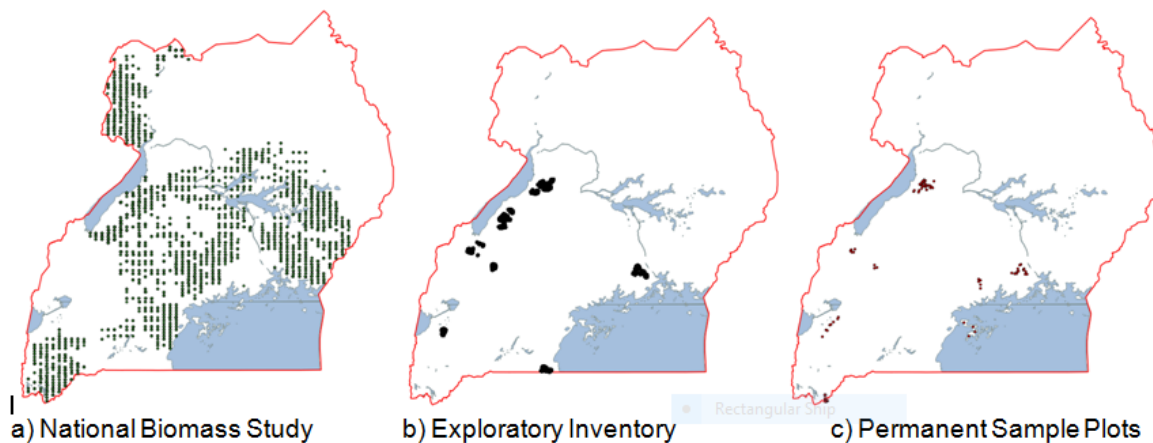 Rectangular Ship
a) National Biomass Study
b) Exploratory Inventory
c) Permanent Sample Plots